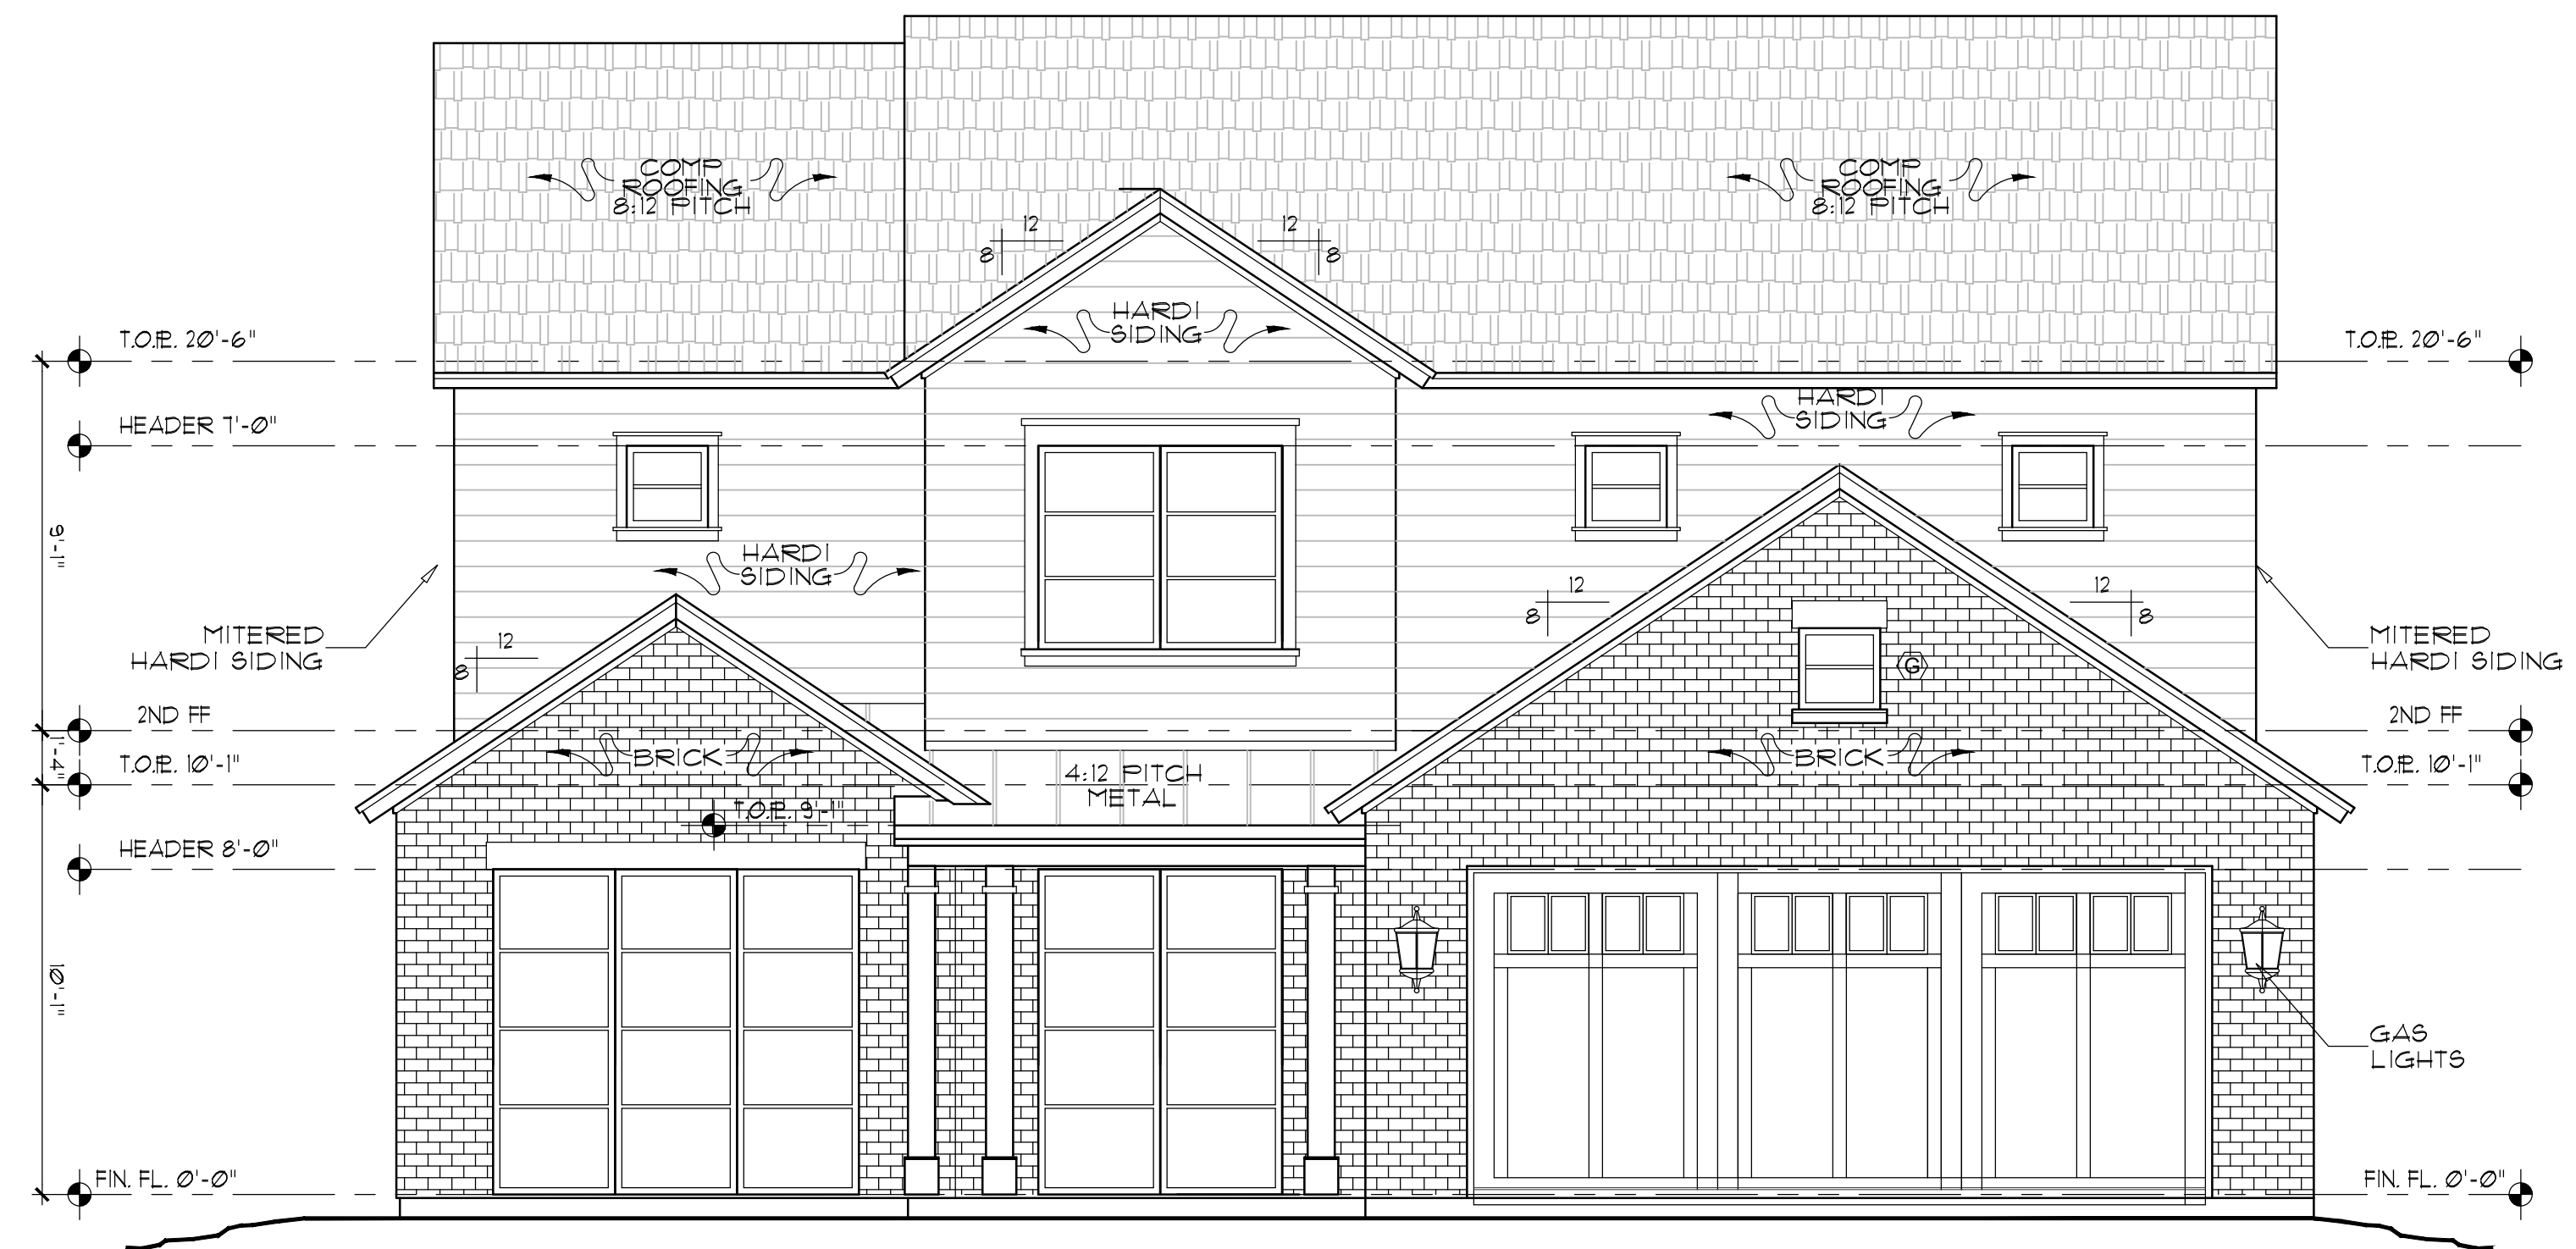 COMP
ROOFING
8:12 PITCH
COMP
ROOFING
8:12 PITCH
12
8
12
8
HARDI
SIDING
T.O.P. 20'-6"
T.O.P. 20'-6"
HEADER 7'-0"
HARDI
SIDING
9'-1"
HARDI
SIDING
12
8
12
8
12
8
MITERED
HARDI SIDING
MITERED
HARDI SIDING
G
2ND FF
2ND FF
1'-4"
BRICK
BRICK
T.O.P. 10'-1"
T.O.P. 10'-1"
4:12 PITCH
METAL
T.O.P. 9'-1"
HEADER 8'-0"
10'-1"
GAS
LIGHTS
FIN. FL. 0'-0"
FIN. FL. 0'-0"